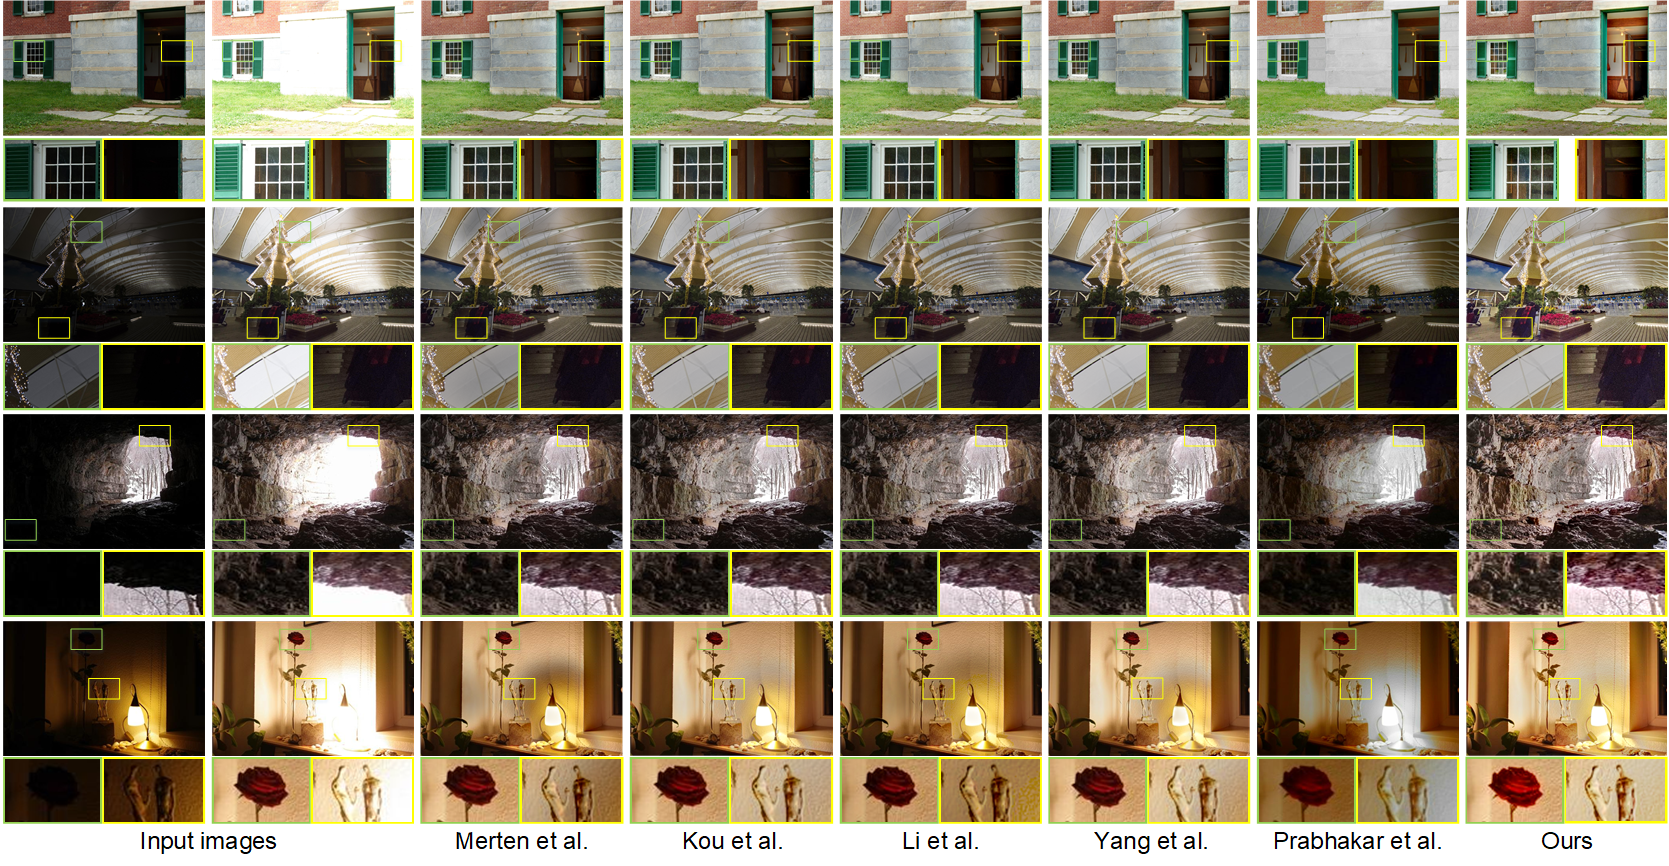 Input images
Merten et al.
Kou et al.
Li et al.
Yang et al.
Prabhakar et al.
Ours